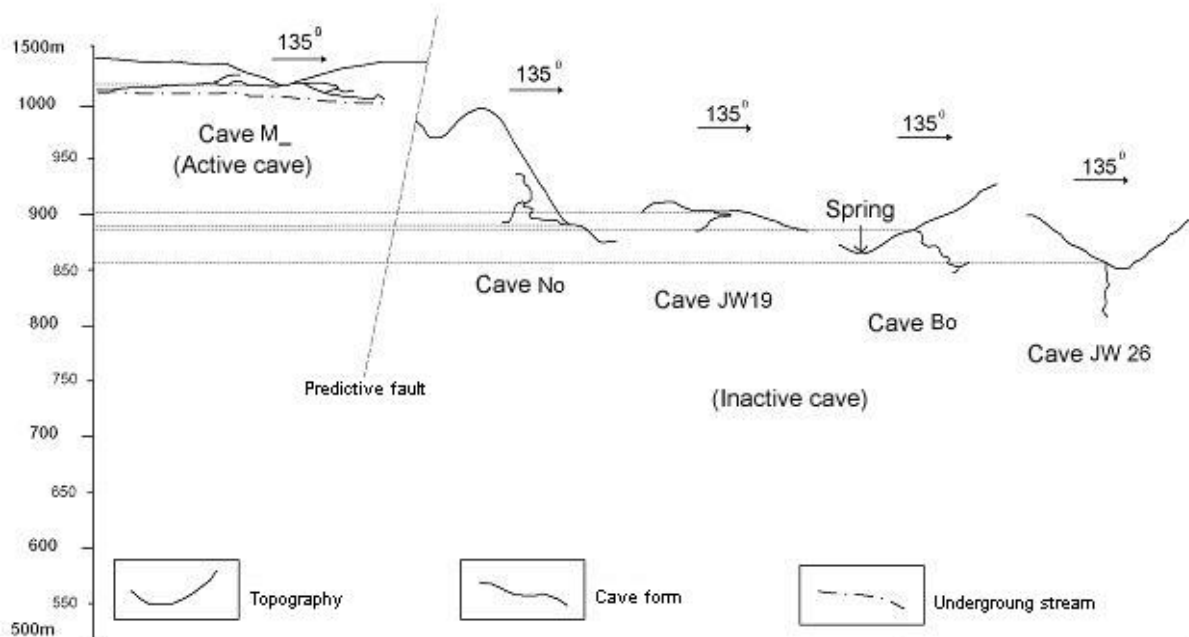 1500m
1000
950
900
850
800
750
700
650
600
550
500m
135⁰
Cave M_
(Active cave)
Predictive fault
135⁰
Cave No
135⁰
Cave JW19
Spring
135⁰
Cave Bo
135⁰
Cave JW 26
(Inactive cave)
Topography
Cave form
Undergroung stream